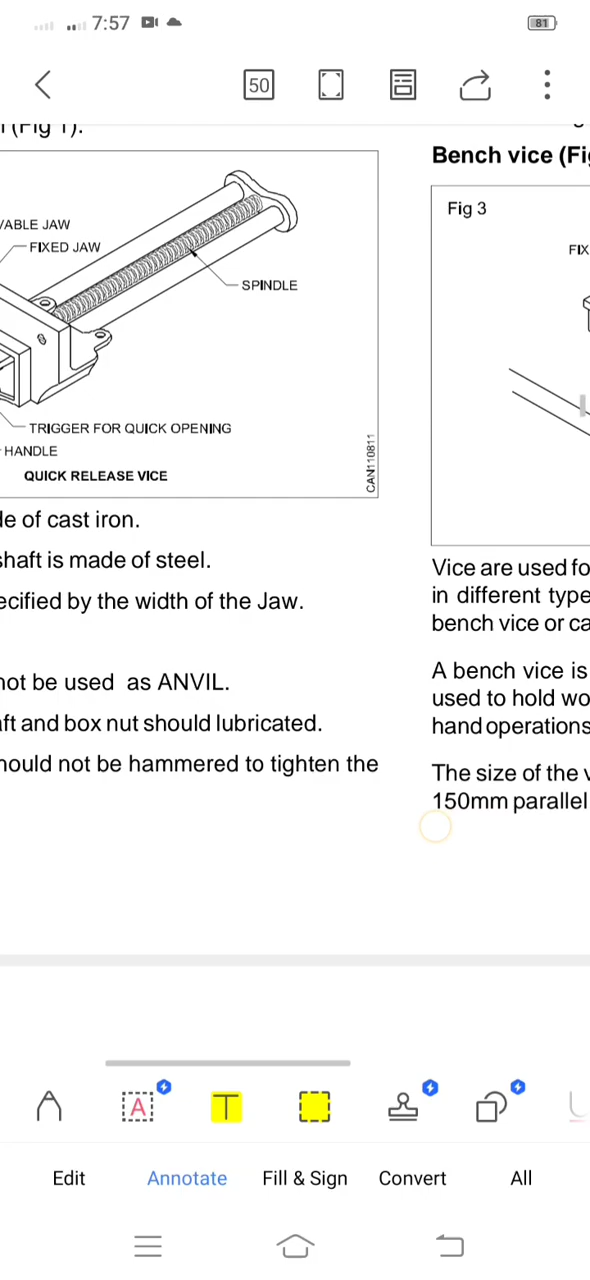 7:57
81
50
(Fig 1).
Bench vice (Fi
Fig 3
VABLE JAW
FIXED JAW
FIX
SPINDLE
TRIGGER FOR QUICK OPENING
HANDLE
QUICK RELEASE VICE
CAN110811
de of cast iron.
shaft is made of steel.
ecified by the width of the Jaw.
not be used as ANVIL.
aft and box nut should lubricated.
hould not be hammered to tighten the
Vice are used fo
in different type
bench vice or ca
A bench vice is
used to hold wo
hand operations
The size of the v
150mm parallel
A
T
Edit
Annotate
Fill & Sign
Convert
All